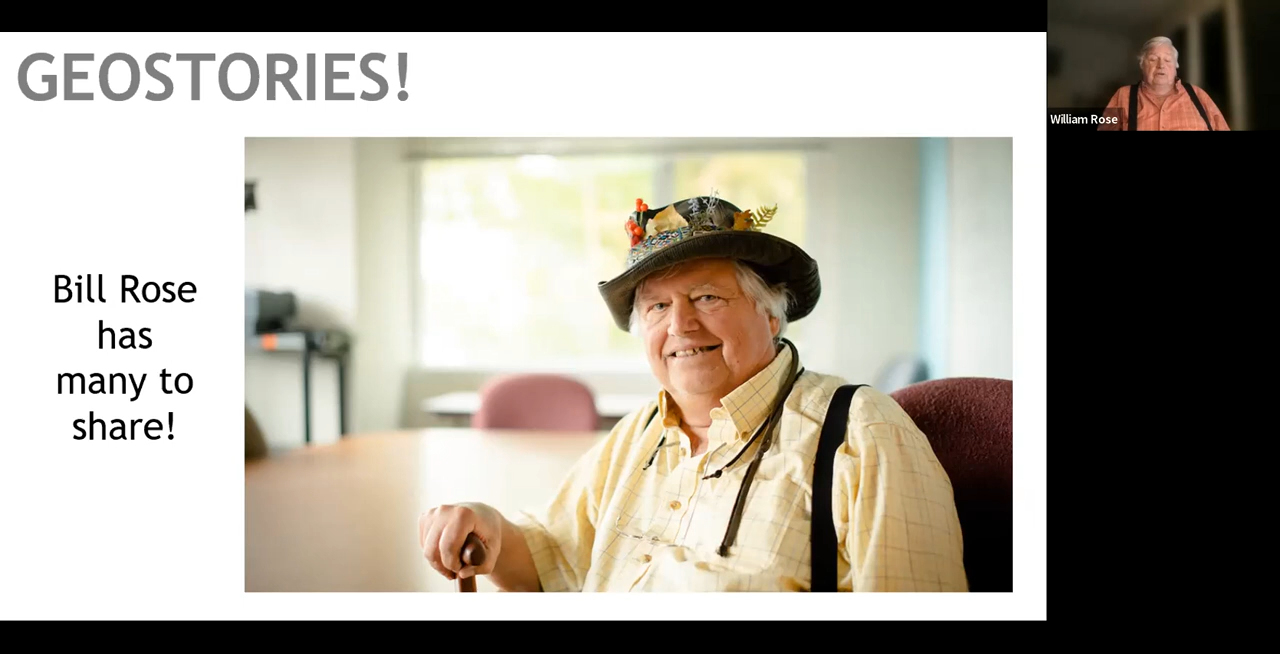 GEOSTORIES!
William Rose
Bill Rose
has
many to
share!